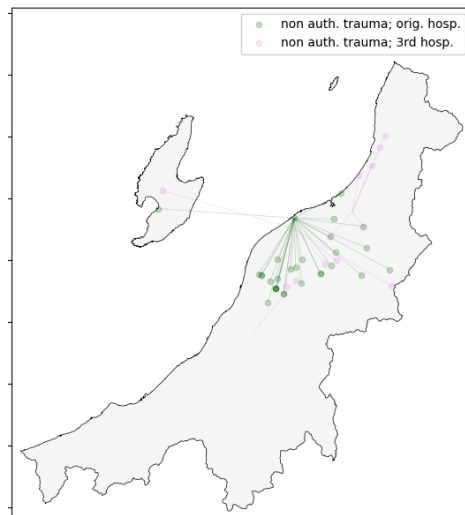 non auth. trauma; orig. hosp.
non auth. trauma; 3rd hosp.